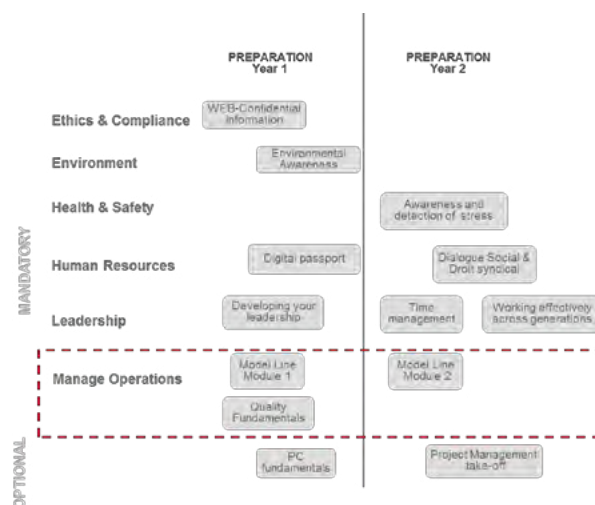 PREPARATION
Year 1
PREPARATION
Year 2
Ethics & Compliance
WEB-Confidential
Information
Environment
Environmental
Awareness
Health & Safety
Awareness and
detection of stress
MANDATORY
Human Resources
Digital passport
Dialogue Social &
Droit syndical
Leadership
Developing your
leadership
Time
management
Working effectively
across generations
Manage Operations
Model Line
Module 1
Model Line
Module 2
Quality
Fundamentals
OPTIONAL
PC
fundamentals
Project Management
take-off